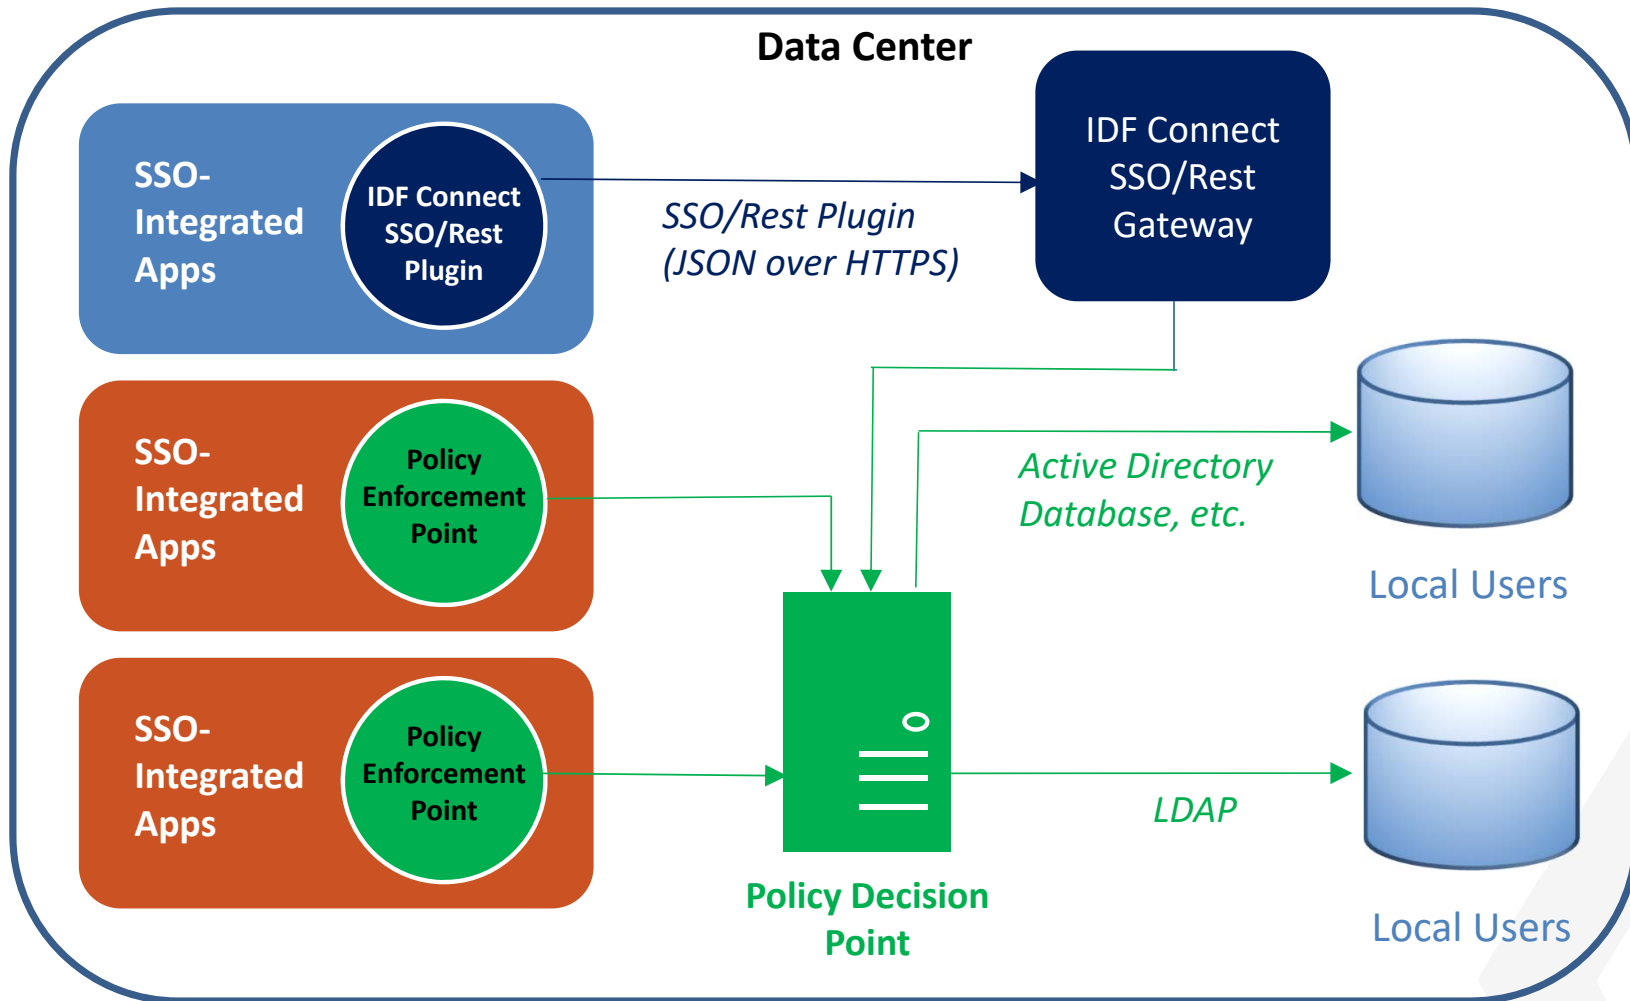 Data Center
SSO-
Integrated
Apps
IDF Connect
SSO/Rest
Plugin
SSO/Rest Plugin
(JSON over HTTPS)
IDF Connect
SSO/Rest
Gateway
SSO-
Integrated
Apps
Policy
Enforcement
Point
Active Directory
Database, etc.
Local Users
SSO-
Integrated
Apps
Policy
Enforcement
Point
Policy Decision
Point
LDAP
Local Users